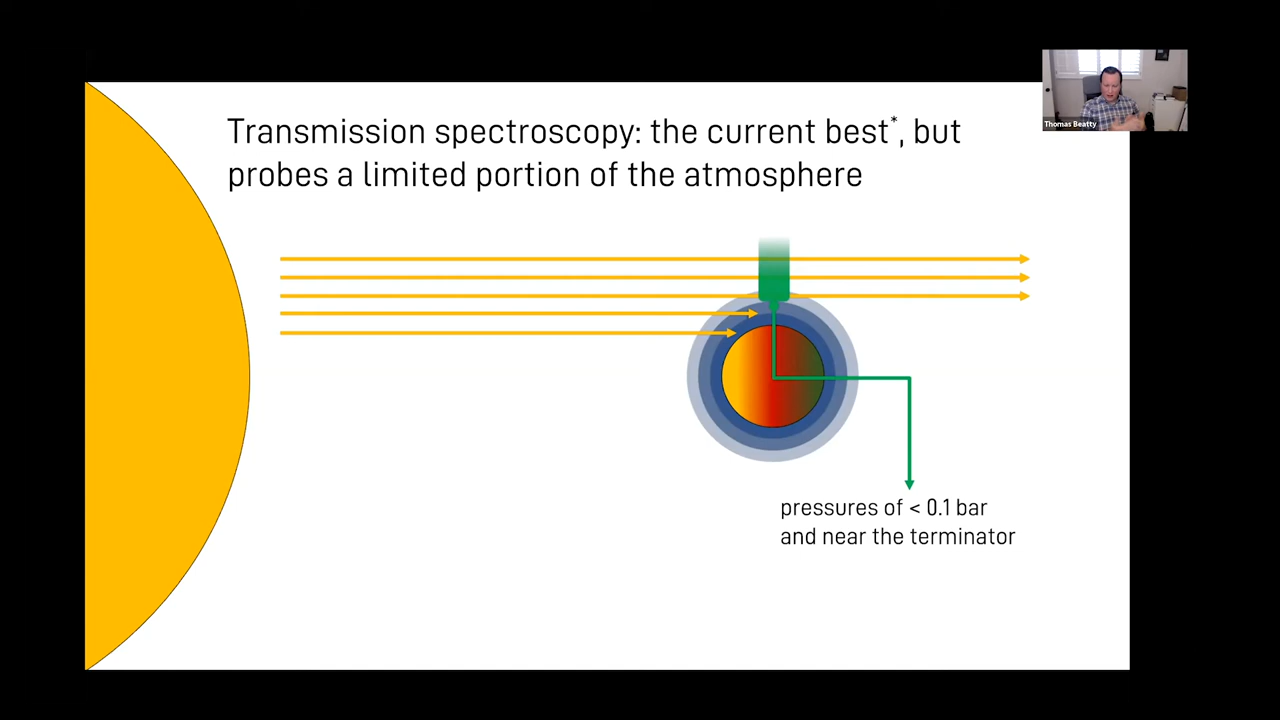 Transmission spectroscopy: the current best*, but
probes a limited portion of the atmosphere
Thomas Beatty
pressures of < 0.1 bar
and near the terminator